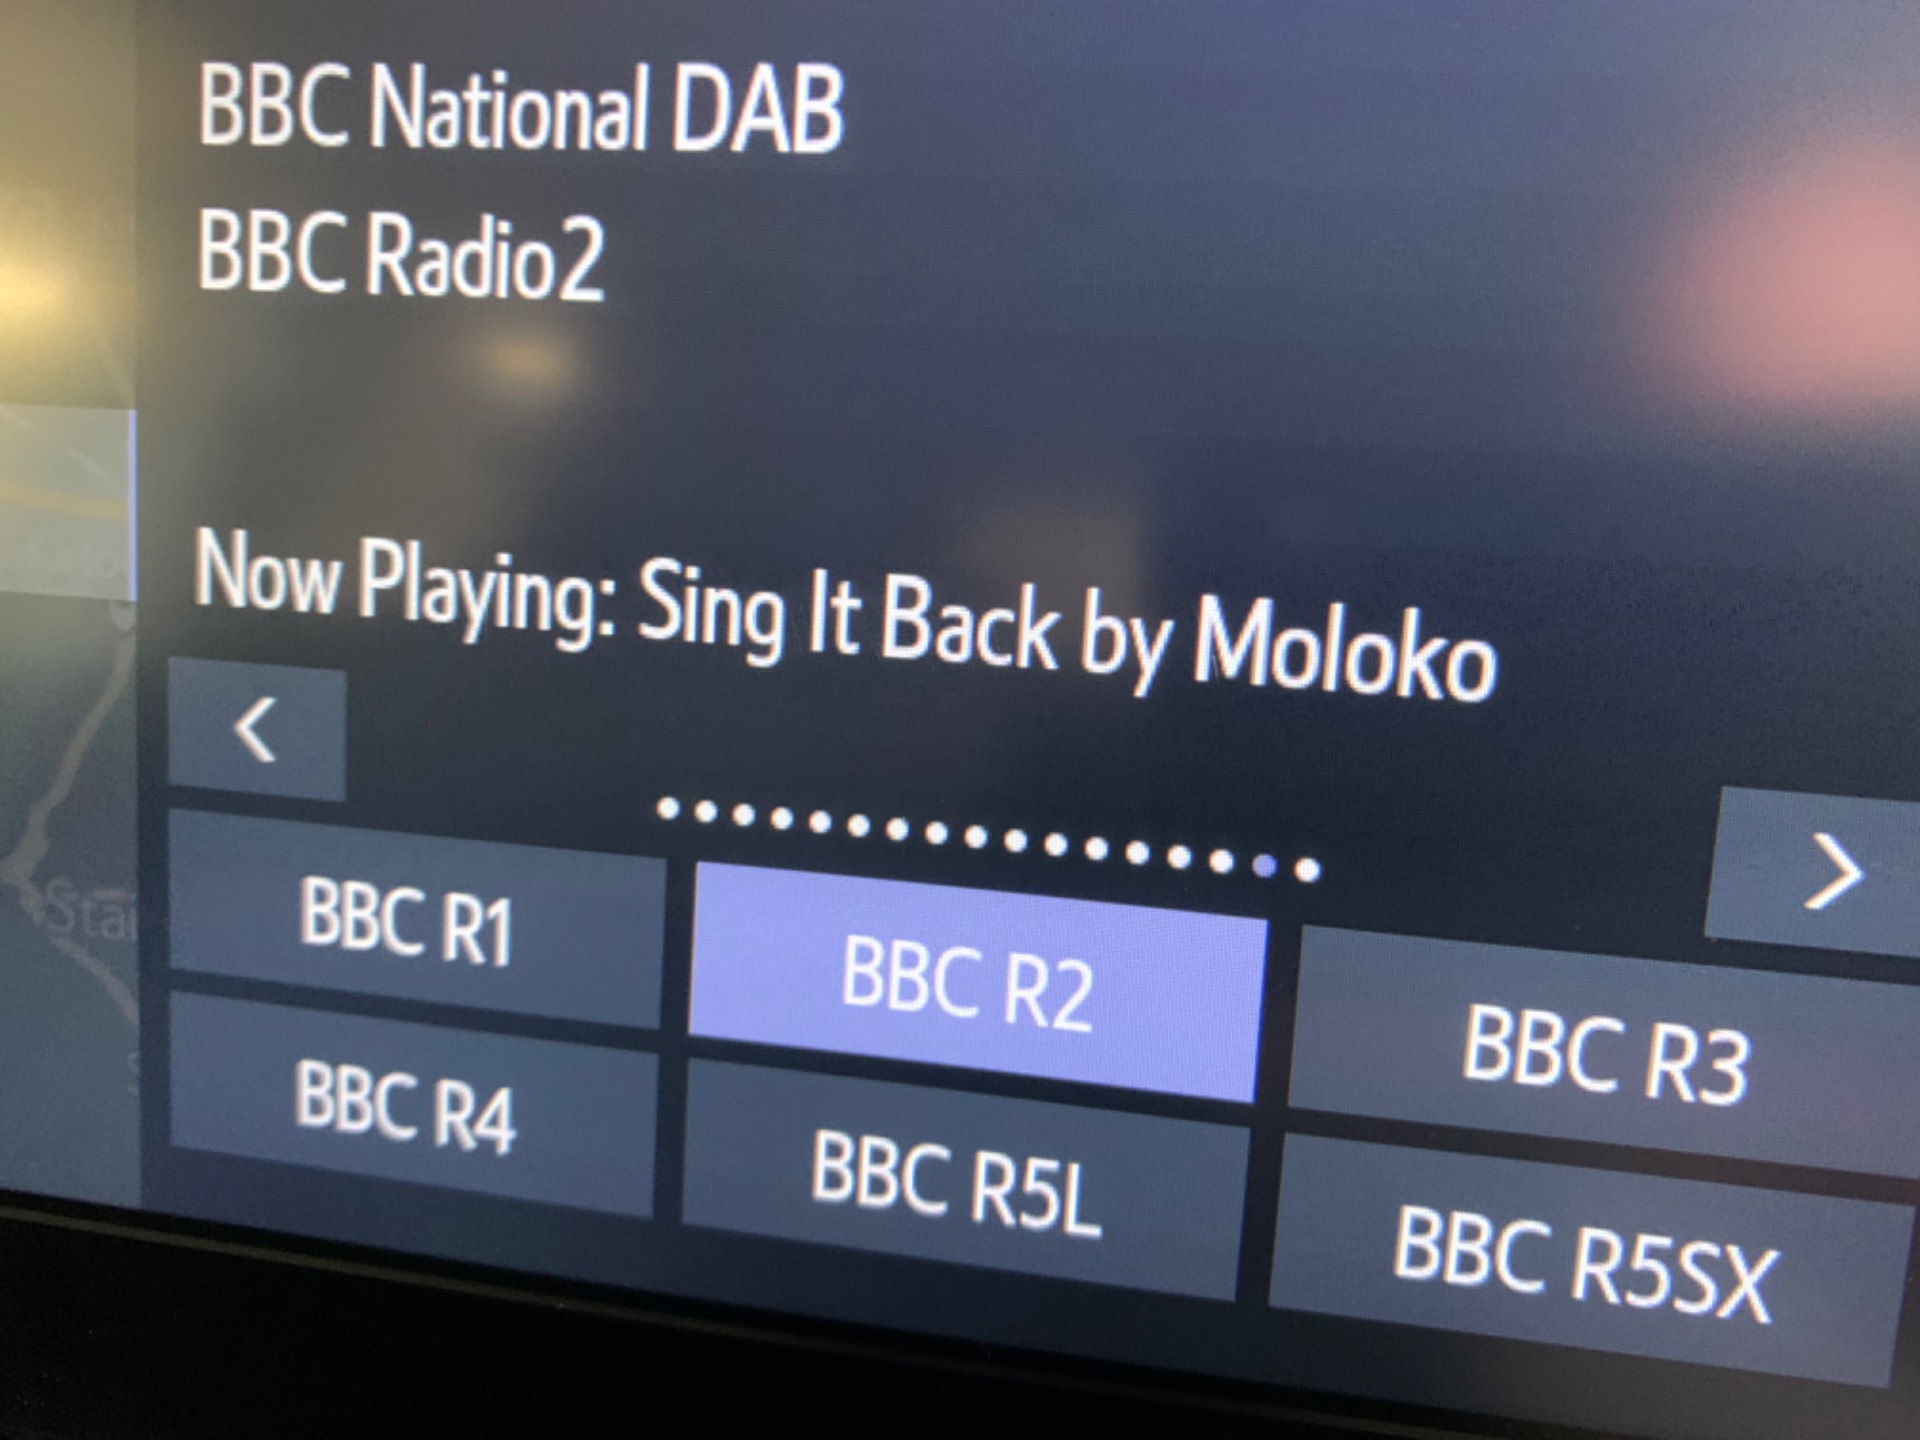 BBC National DAB
BBC Radio2
Now Playing: Sing It Back by Moloko
BBC R1
BBC R2
BBC R3
BBC R4
BBC R5L
BBC R5SX